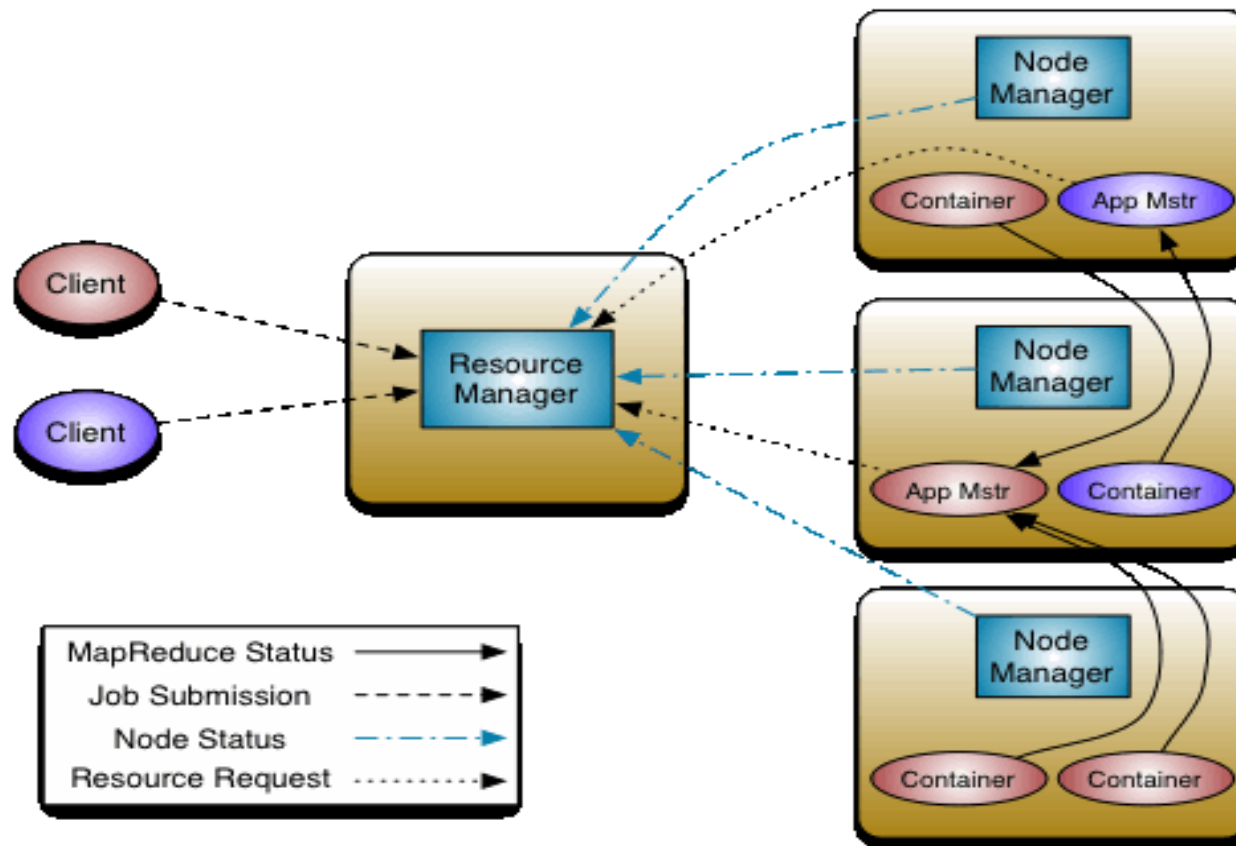 Node
Manager
Container
App Mstr
Client
Resource
Manager
Node
Manager
Client
App Mstr
Container
Node
Manager
MapReduce Status
Job Submission
Node Status
Resource Request
Container
Container